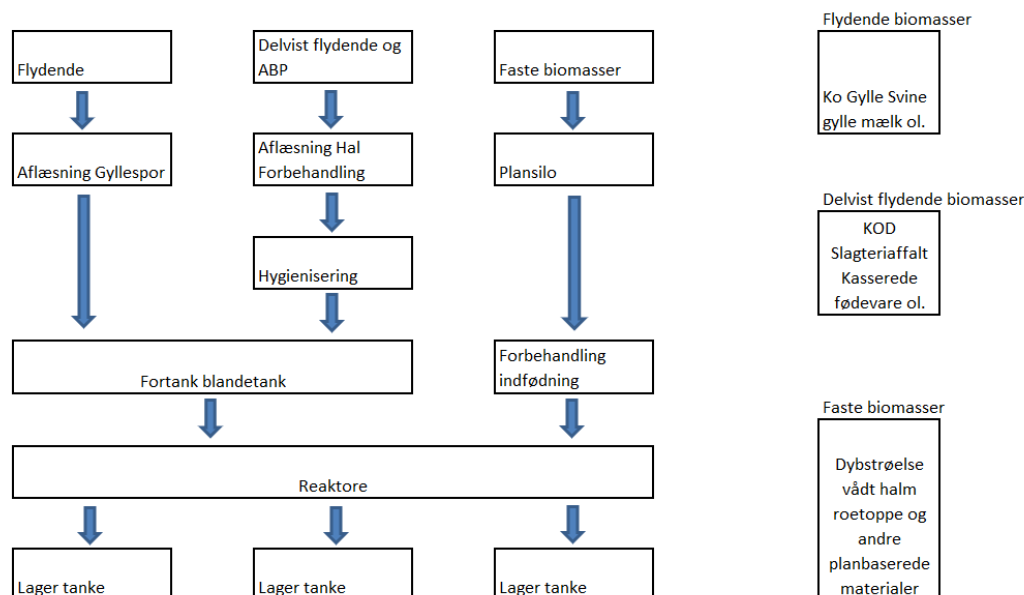 Flydende
Delvist flydende og
ABP
Faste biomasser
Aflæsning Gyllespor
Aflæsning Hal
Forbehandling
Plansilo
Hygienisering
Fortank blandetank
Forbehandling
indfødning
Reaktore
Lager tanke
Lager tanke
Lager tanke
Flydende biomasser
Ko Gylle Svine
gylle mælk ol.
Delvist flydende biomasser
KOD
Slagteriaffalt
Kasserede
fødevare ol.
Faste biomasser
Dybstrøelse
vådt halm
roetoppe og
andre
planbaserede
materialer